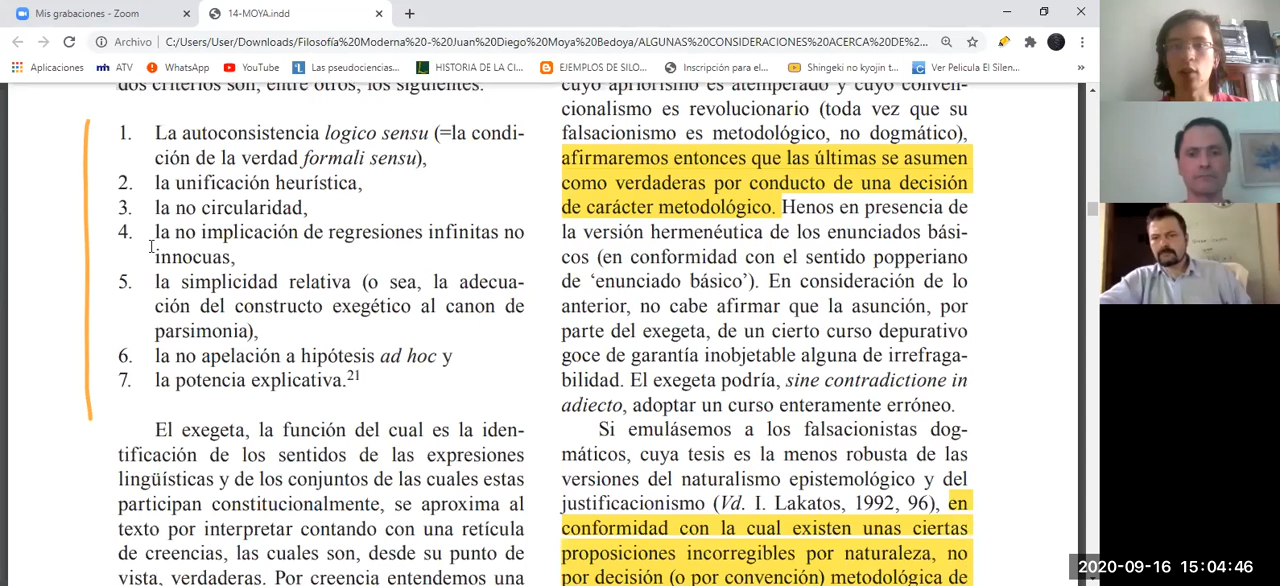 Mis grabaciones - Zoom
14-MOYA.indd
Archivo
C:/Users/User/Downloads/Filosofía%20Moderna%20-%20Juan%20Diego%20Moya%20Bedoya/ALGUNAS%20CONSIDERACIONES%20ACERCA%20DE%2...
Aplicaciones
mh ATV
WhatsApp
YouTube
Las pseudociencias...
HISTORIA DE LA CI...
EJEMPLOS DE SILO...
Inscripción para el...
Shingeki no kyojin t...
Ver Pelicula El Silen...
»
dos criterios son, entre otros, los siguientes:
1. La autoconsistencia logico sensu (=la condi-
ción de la verdad formali sensu),
2. la unificación heurística,
3. la no circularidad,
4. la no implicación de regresiones infinitas no
innocuas,
5. la simplicidad relativa (o sea, la adecua-
ción del constructo exegético al canon de
parsimonia),
6. la no apelación a hipótesis ad hoc y
7. la potencia explicativa.21
El exegeta, la función del cual es la iden-
tificación de los sentidos de las expresiones
lingüísticas y de los conjuntos de las cuales estas
participan constitucionalmente, se aproxima al
texto por interpretar contando con una retícula
de creencias, las cuales son, desde su punto de
vista, verdaderas. Por creencia entendemos una
cuyo apriorismo es atemperado y cuyo conven-
cionalismo es revolucionario (toda vez que su
falsacionismo es metodológico, no dogmático),
afirmaremos entonces que las últimas se asumen
como verdaderas por conducto de una decisión
de carácter metodológico. Henos en presencia de
la versión hermenéutica de los enunciados bási-
cos (en conformidad con el sentido popperiano
de ‘enunciado básico’). En consideración de lo
anterior, no cabe afirmar que la asunción, por
parte del exegeta, de un cierto curso depurativo
goce de garantía inobjetable alguna de irrefraga-
bilidad. El exegeta podría, sine contradictione in
adiecto, adoptar un curso enteramente erróneo.
Si emulásemos a los falsacionistas dog-
máticos, cuya tesis es la menos robusta de las
versiones del naturalismo epistemológico y del
justificacionismo (Vd. I. Lakatos, 1992, 96), en
conformidad con la cual existen unas ciertas
proposiciones incorregibles por naturaleza, no
por decisión (o por convención) metodológica de
2020-09-16 15:04:46